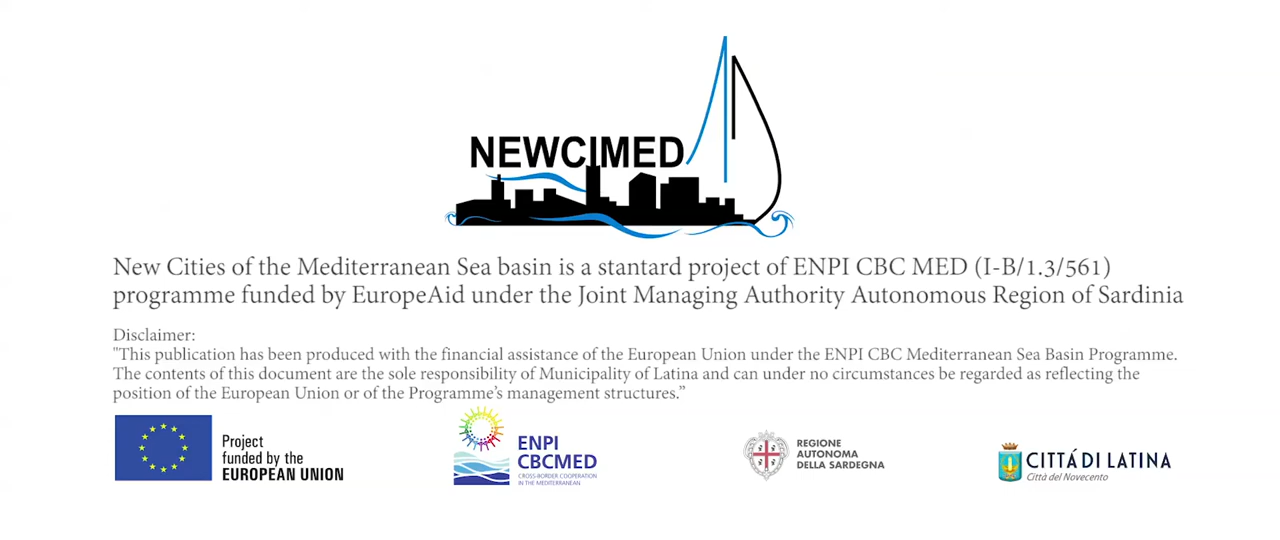 NEWCIMED
New Cities of the Mediterranean Sea basin is a stantard project of ENPI CBC MED (I-B/1.3/561)
programme funded by EuropeAid under the Joint Managing Authority Autonomous Region of Sardinia
Disclaimer:
"This publication has been produced with the financial assistance of the European Union under the ENPI CBC Mediterranean Sea Basin Programme.
The contents of this document are the sole responsibility of Municipality of Latina and can under no circumstances be regarded as reflecting the
position of the European Union or of the Programme's management structures.”
Project
funded by the
EUROPEAN UNION
ENPI
CBCMED
CROSS-BORDER COOPERATION
IN THE MEDITERRANEAN
REGIONE
AUTONOMA
DELLA SARDEGNA
CITTÁ DI LATINA
Città del Novecento